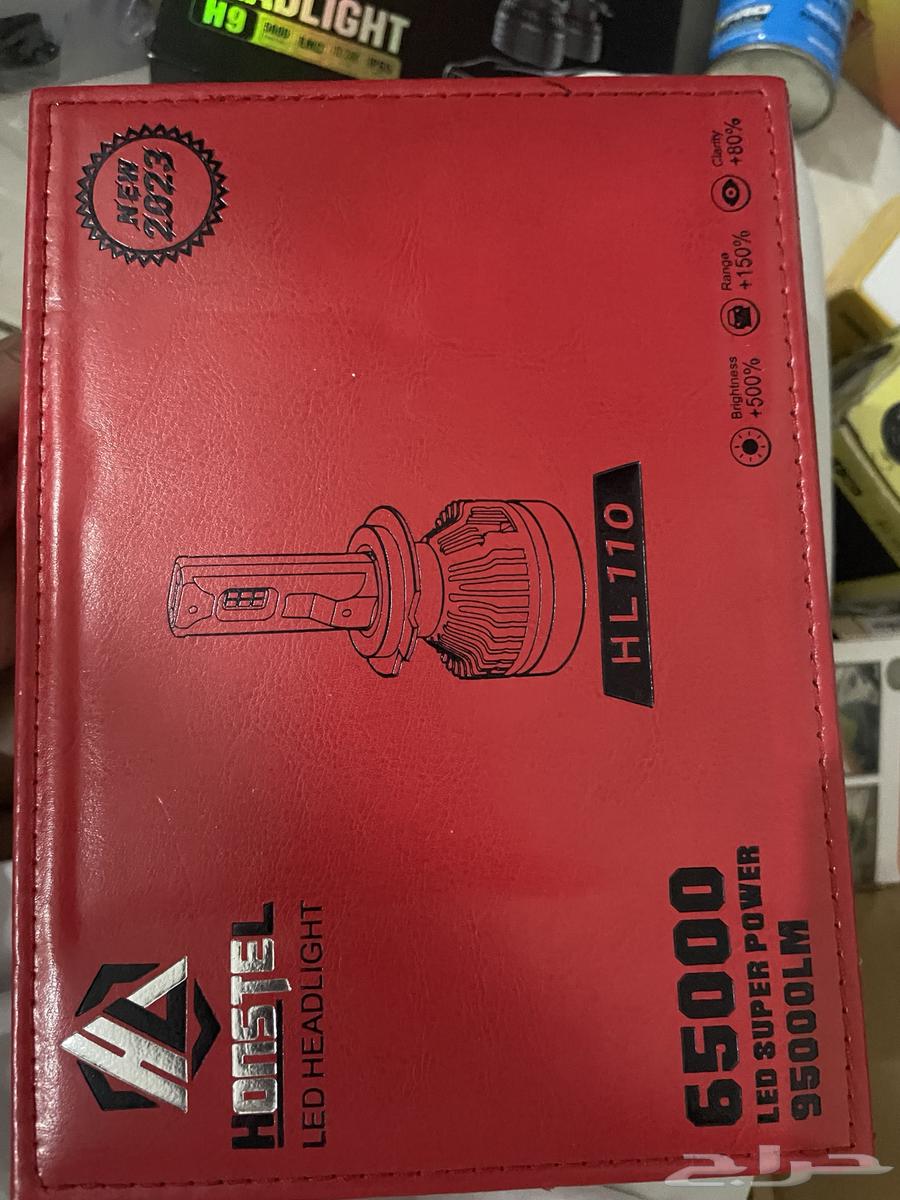 HONSTEL
LED HEADLIGHT
NEW
2023
HL110
65000
LED SUPER POWER
95000LM
Brightness
+500%
Range
+150%
Clarity
+80%
HEADLIGHT
H9
حراج